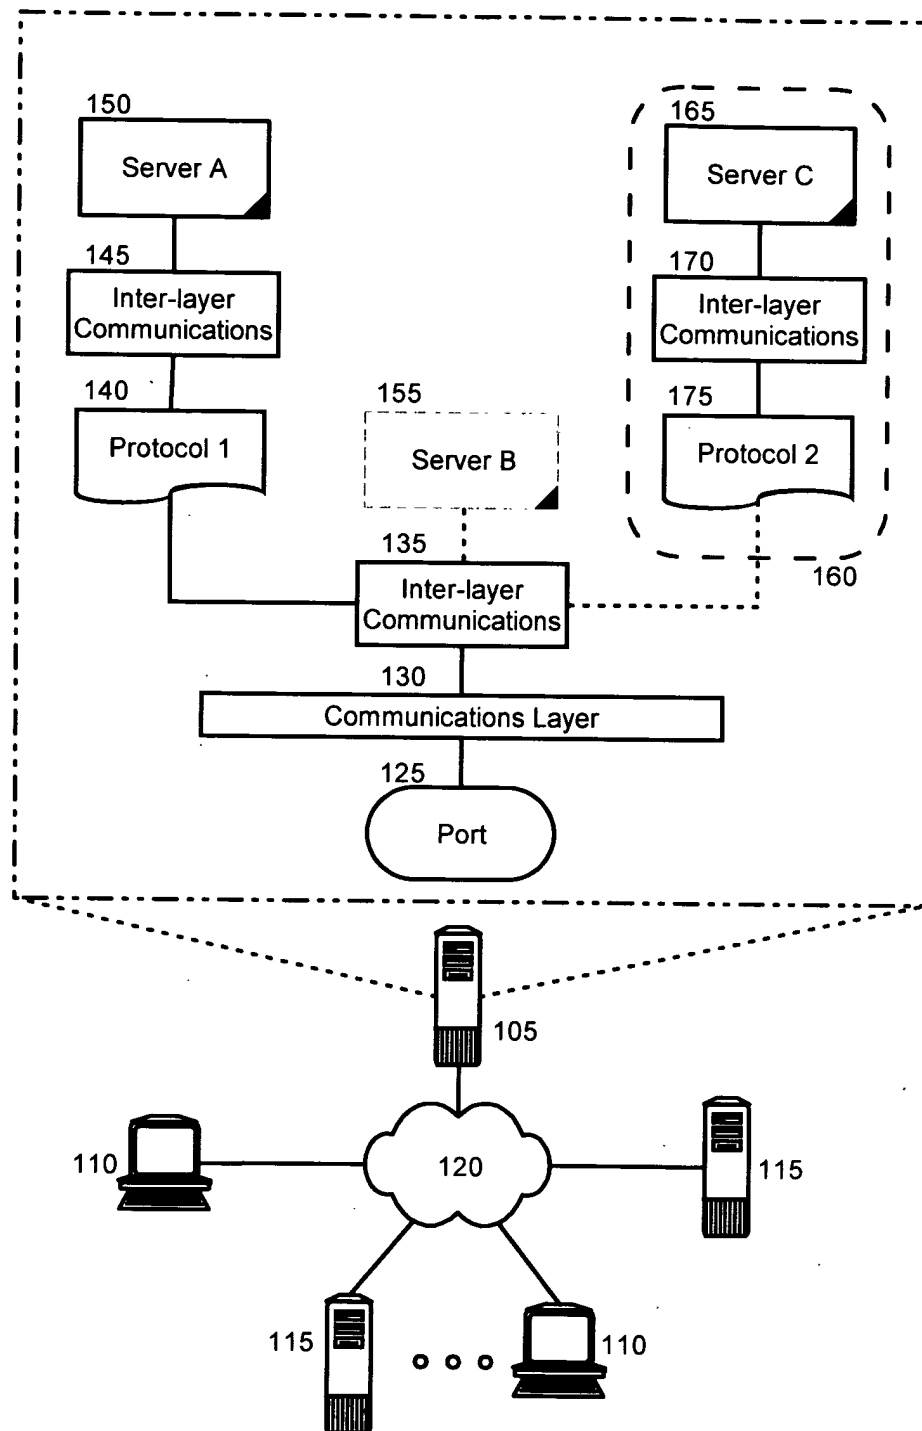 150
Server A
165
Server C
145
Inter-layer
Communications
170
Inter-layer
Communications
140
Protocol 1
155
Server B
175
Protocol 2
135
Inter-layer
Communications
160
130
Communications Layer
125
Port
105
110
120
115
115
110